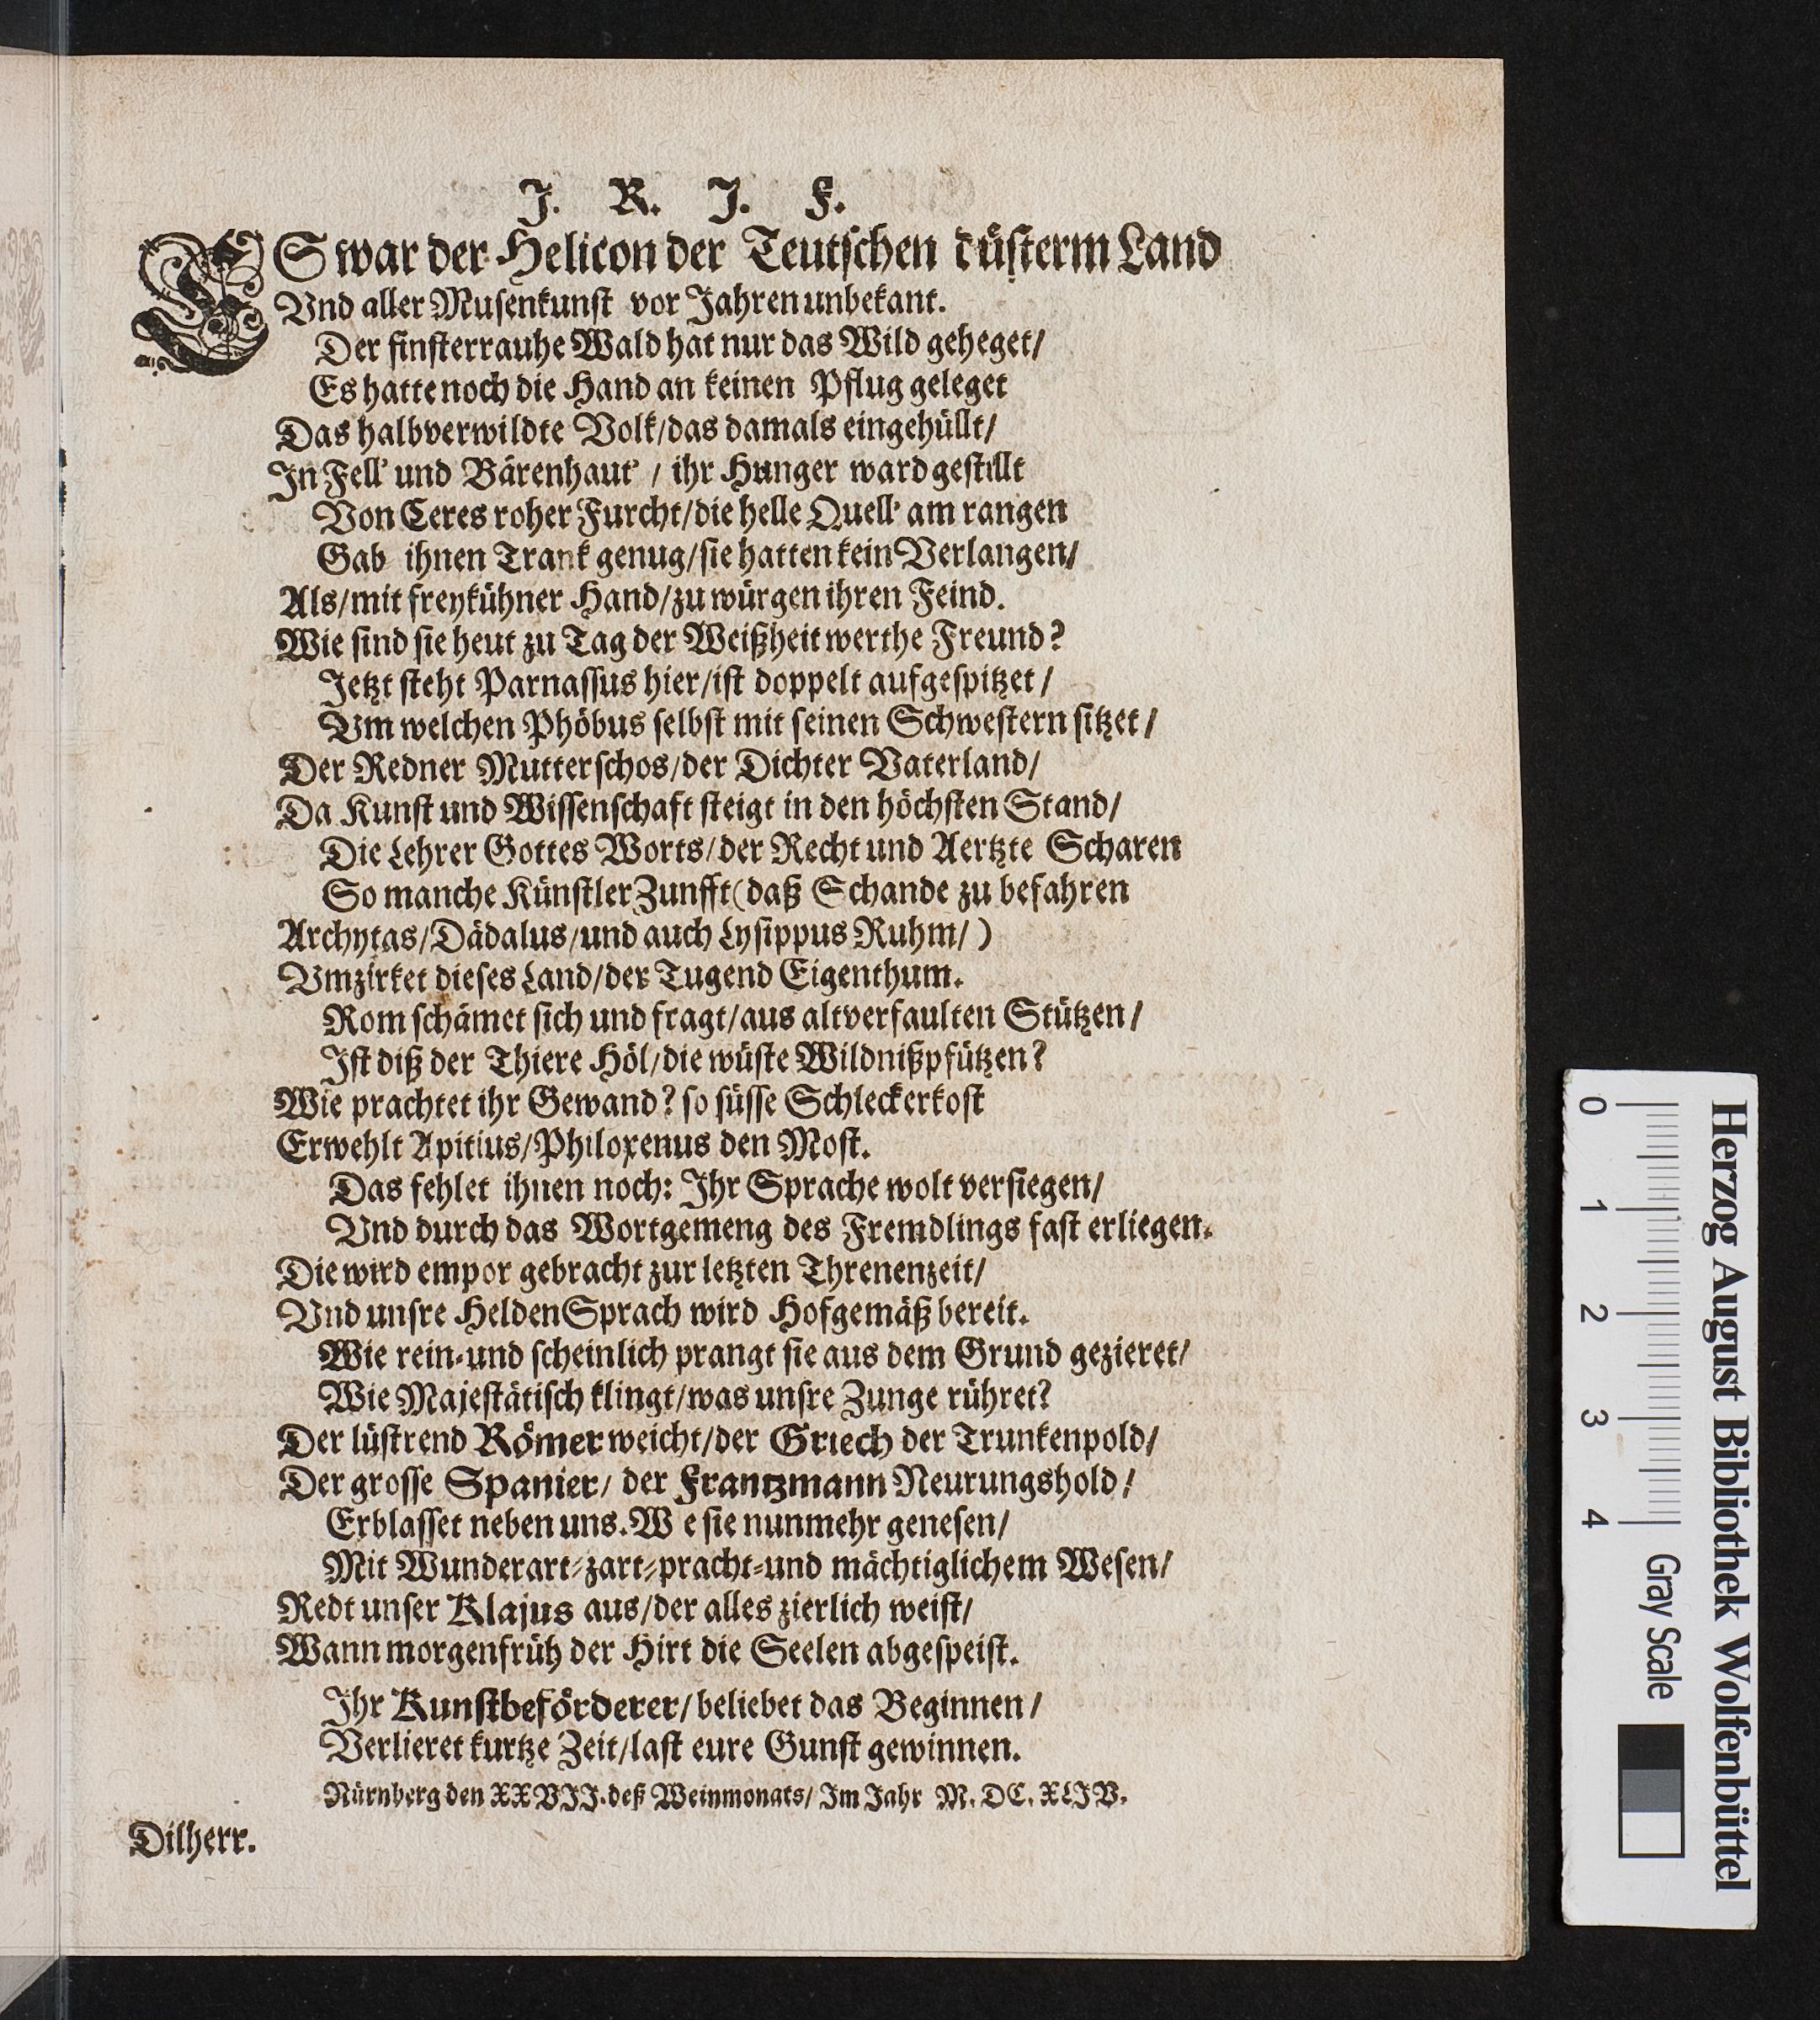 J. R. J. F.
ES war der Helicon der Teutschen düsterm Land
Vnd aller Musenkunst vor Jahren unbekant.
Der finsterrauhe Wald hat nur das Wild geheget/
Es hatte noch die Hand an keinen Pflug geleget
Das halbverwildte Volk/das damals eingehüllt/
In Fell' und Bärenhaut' / ihr Hunger ward gestillt
Von Ceres roher Furcht/die helle Quell' am rangen
Gab ihnen Trank genug/sie hatten kein Verlangen/
Als/mit freykühner Hand/zu würgen ihren Feind.
Wie sind sie heut zu Tag der Weißheit werthe Freund?
Jetzt steht Parnassus hier/ist doppelt aufgespitzet/
Vm welchen Phöbus selbst mit seinen Schwestern sitzet/
Der Redner Mutterschos/der Dichter Vaterland/
Da Kunst und Wissenschaft steigt in den höchsten Stand/
Die Lehrer Gottes Worts/der Recht und Aertzte Scharen
So manche KünstlerZunfft(daß Schande zu befahren
Archytas/Dädalus/und auch Lysippus Ruhm/)
Vmzirket dieses Land/der Tugend Eigenthum.
Rom schämet sich und fragt/aus altverfaulten Stützen/
Ist diß der Thiere Höl/die wüste Wildnißpfützen?
Wie prachtet ihr Gewand? so süsse Schleckerkost
Erwehlt Apitius/Philoxenus den Most.
Das fehlet ihnen noch: Ihr Sprache wolt versiegen/
Vnd durch das Wortgemeng des Fremdlings fast erliegen.
Die wird empor gebracht zur letzten Threnenzeit/
Vnd unsre HeldenSprach wird Hofgemäß bereit.
Wie rein-und scheinlich prangt sie aus dem Grund gezieret/
Wie Majestätisch klingt/was unsre Zunge rühret?
Der lüstrend Römer weicht/der Griech der Trunkenpold/
Der grosse Spanier/ der Frantzmann Neurungshold/
Erblasset neben uns. W e sie nunmehr genesen/
Mit Wunderart-zart-pracht-und mächtiglichem Wesen/
Redt unser Klajus aus/der alles zierlich weist/
Wann morgenfrüh der Hirt die Seelen abgespeist.
Ihr Kunstbeförderer/beliebet das Beginnen/
Verlieret kurtze Zeit/last eure Gunst gewinnen.
Nürnberg den XXVIJ. deß Weinmonats/ Im Jahr M. DC. XLIV.
Dilherr.
Herzog August Bibliothek Wolfenbüttel
0 1 2 3 4 Gray Scale